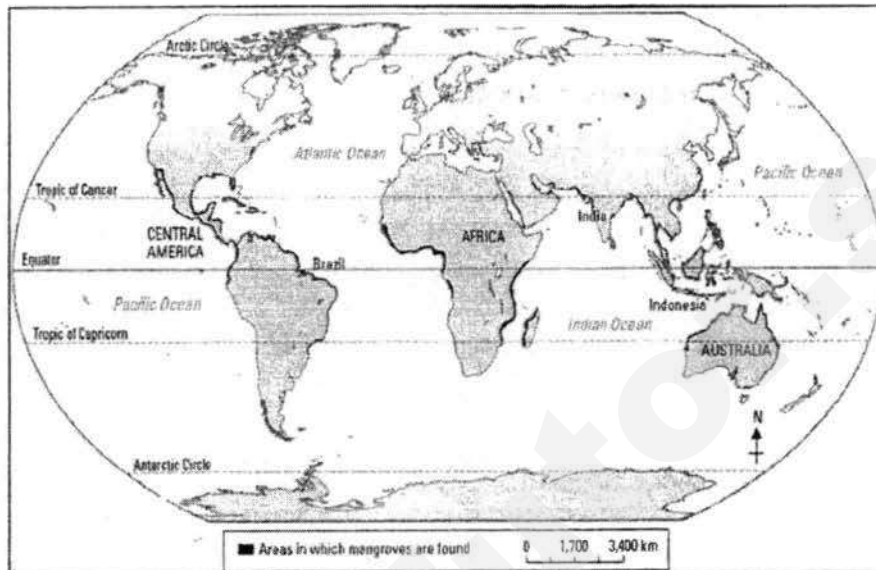 Arctic Circle
Atlantic Ocean
Pacific Ocean
Tropic of Cancer
India
CENTRAL
AMERICA
AFRICA
Equator
Brazil
Pacific Ocean
Indonesia
Indian Ocean
Tropic of Capricorn
AUSTRALIA
N
Antarctic Circle
Areas in which mangroves are found
0 1,700 3,400 km